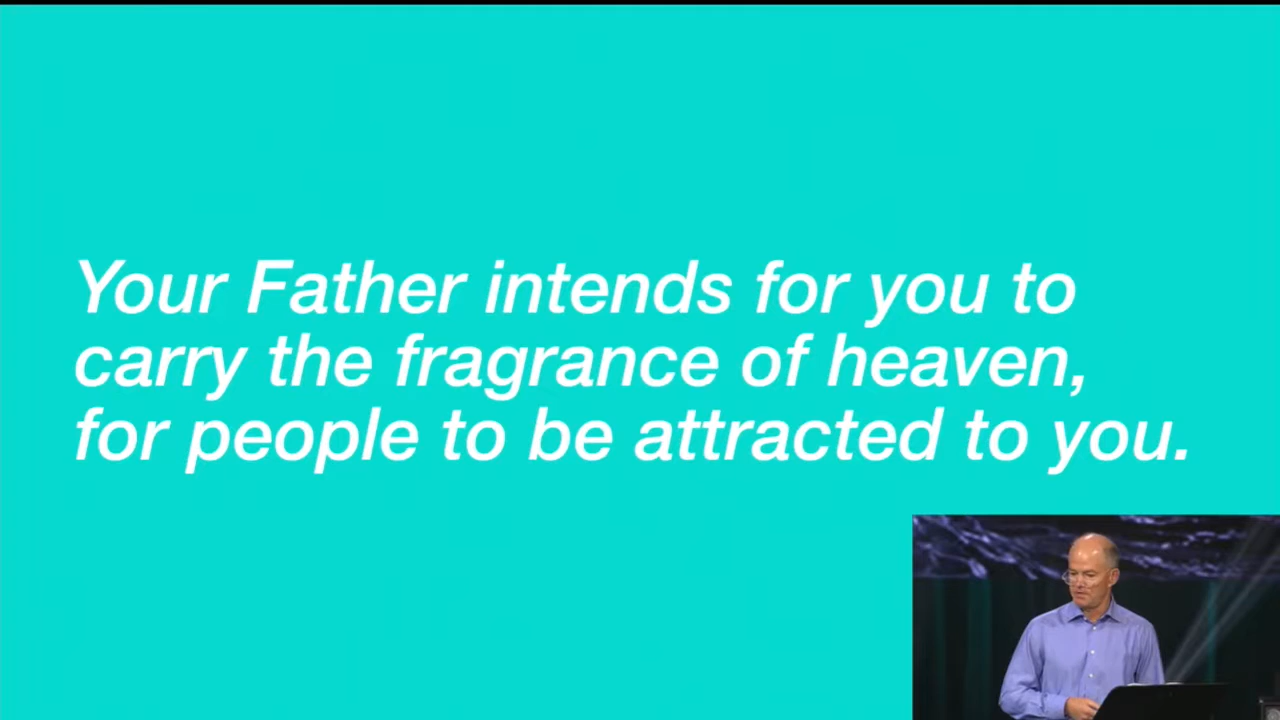 Your Father intends for you to
carry the fragrance of heaven,
for people to be attracted to you.